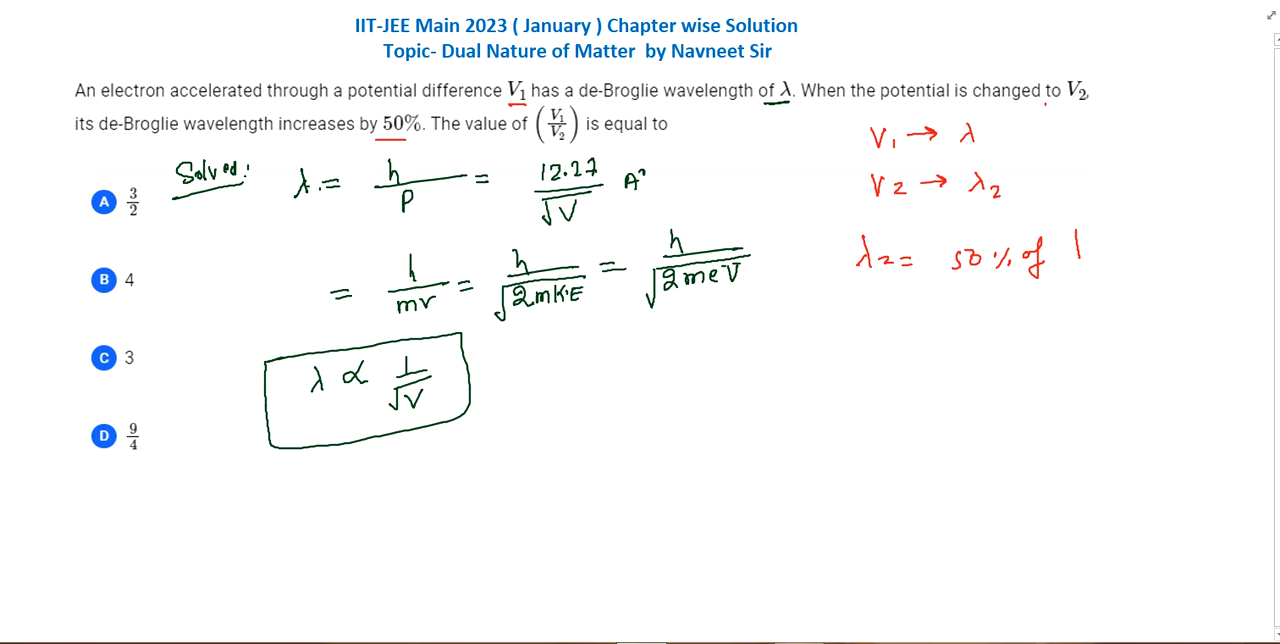 IIT-JEE Main 2023 ( January ) Chapter wise Solution
Topic- Dual Nature of Matter by Navneet Sir
An electron accelerated through a potential difference V₁ has a de-Broglie wavelength of λ. When the potential is changed to V₂,
its de-Broglie wavelength increases by 50%. The value of (V₁/V₂) is equal to
V₁ → λ
Solved:
λ = h/P = 12.27/√V A°
V₂ → λ₂
A 3/2
λ₂ = 50% of
= h/mv = h/√2mK.E = h/√2meV
B 4
C 3
λ ∝ 1/√V
D 9/4